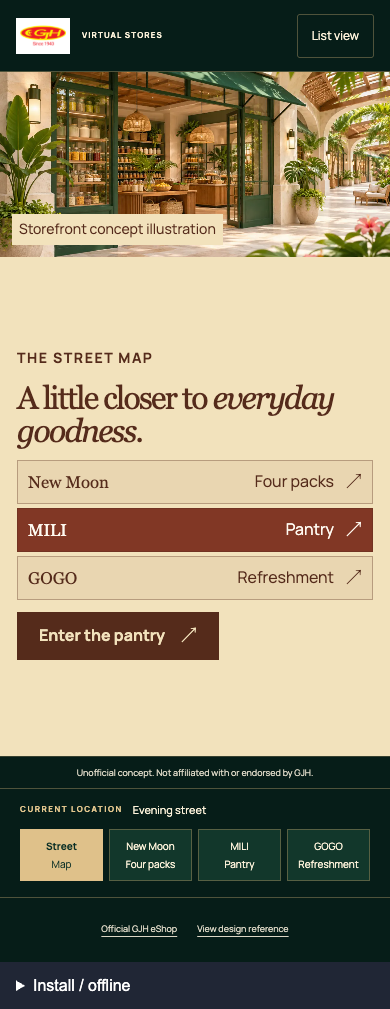 GJH
Since 1980
VIRTUAL STORES
List view
Storefront concept illustration
THE STREET MAP
A little closer to everyday
goodness.
New Moon Four packs
MILI Pantry
GOGO Refreshment
Enter the pantry
Unofficial concept. Not affiliated with or endorsed by GJH.
CURRENT LOCATION Evening street
Street
Map
New Moon
Four packs
MILI
Pantry
GOGO
Refreshment
Official GJH eShop View design reference
Install / offline